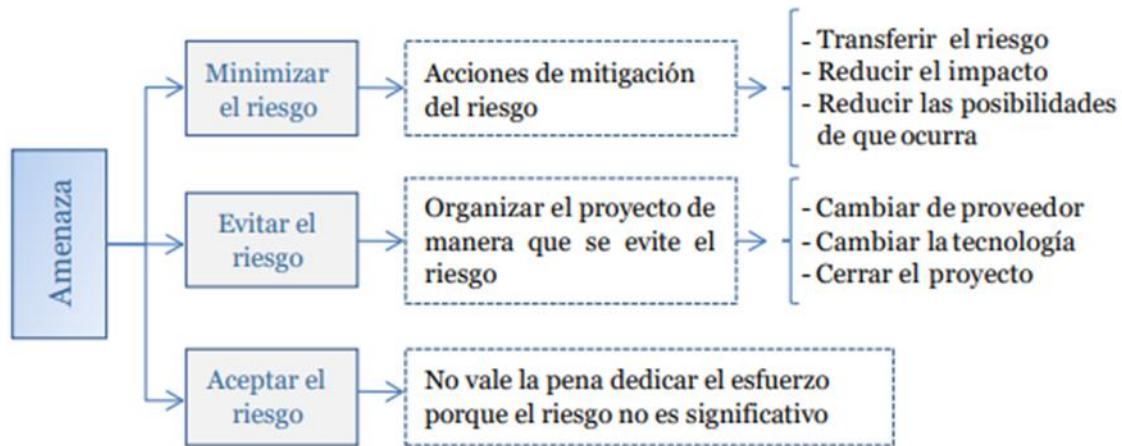 Amenaza
Minimizar
el riesgo
Acciones de mitigación
del riesgo
- Transferir el riesgo
- Reducir el impacto
- Reducir las posibilidades
de que ocurra
Evitar el
riesgo
Organizar el proyecto de
manera que se evite el
riesgo
- Cambiar de proveedor
- Cambiar la tecnología
- Cerrar el proyecto
Aceptar el
riesgo
No vale la pena dedicar el esfuerzo
porque el riesgo no es significativo